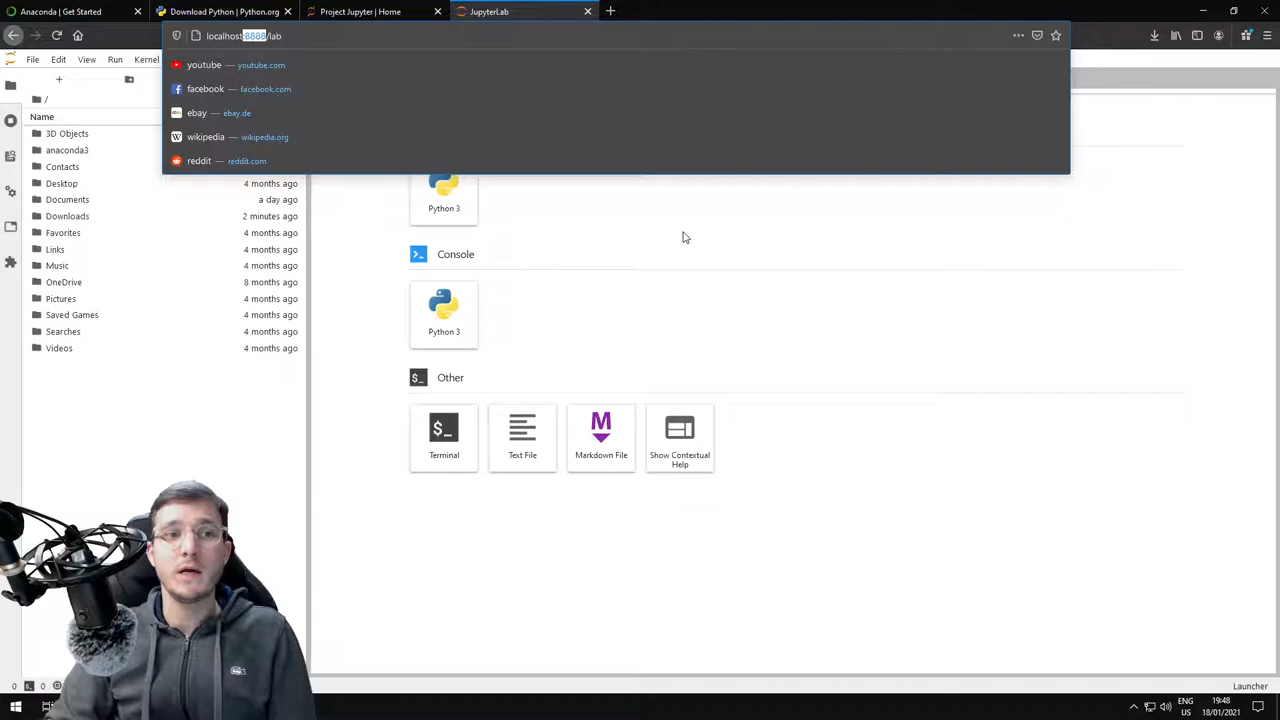 Anaconda | Get Started
Download Python | Python.org
Project Jupyter | Home
JupyterLab
localhost:8888/lab
File Edit View Run Kernel
youtube — youtube.com
facebook — facebook.com
ebay — ebay.de
wikipedia — wikipedia.org
reddit — reddit.com
/
Name
3D Objects
anaconda3
Contacts
Desktop 4 months ago
Documents a day ago
Downloads 2 minutes ago
Favorites 4 months ago
Links 4 months ago
Music 4 months ago
OneDrive 8 months ago
Pictures 4 months ago
Saved Games 4 months ago
Searches 4 months ago
Videos 4 months ago
Python 3
Console
Python 3
$_ Other
$_ M
Terminal Text File Markdown File Show Contextual
Help
0 0 Launcher
ENG 19:48
US 18/01/2021